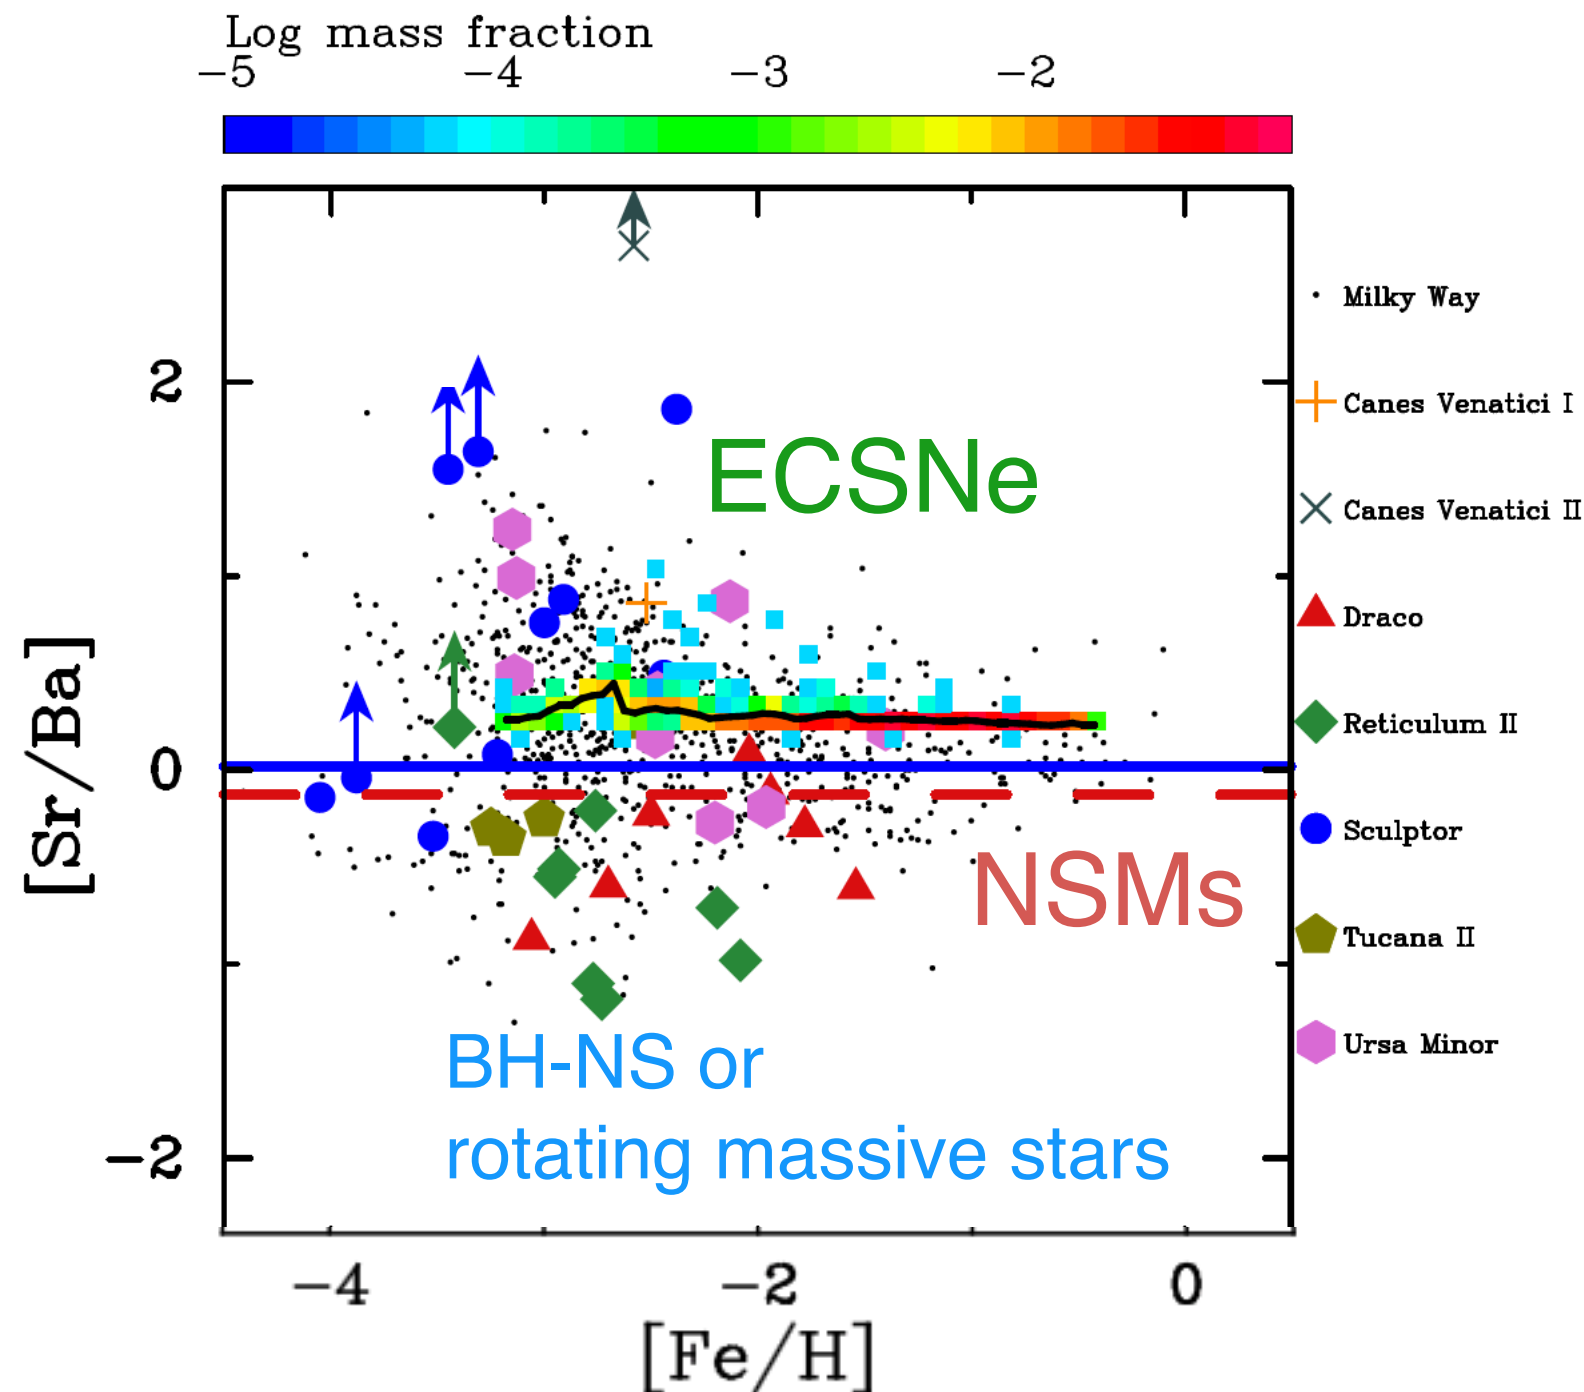 Log mass fraction
−5 −4 −3 −2
[Sr/Ba]
2
0
−2
ECSNe
NSMs
BH-NS or
rotating massive stars
Milky Way
Canes Venatici I
Canes Venatici II
Draco
Reticulum II
Sculptor
Tucana II
Ursa Minor
−4 −2 0
[Fe/H]